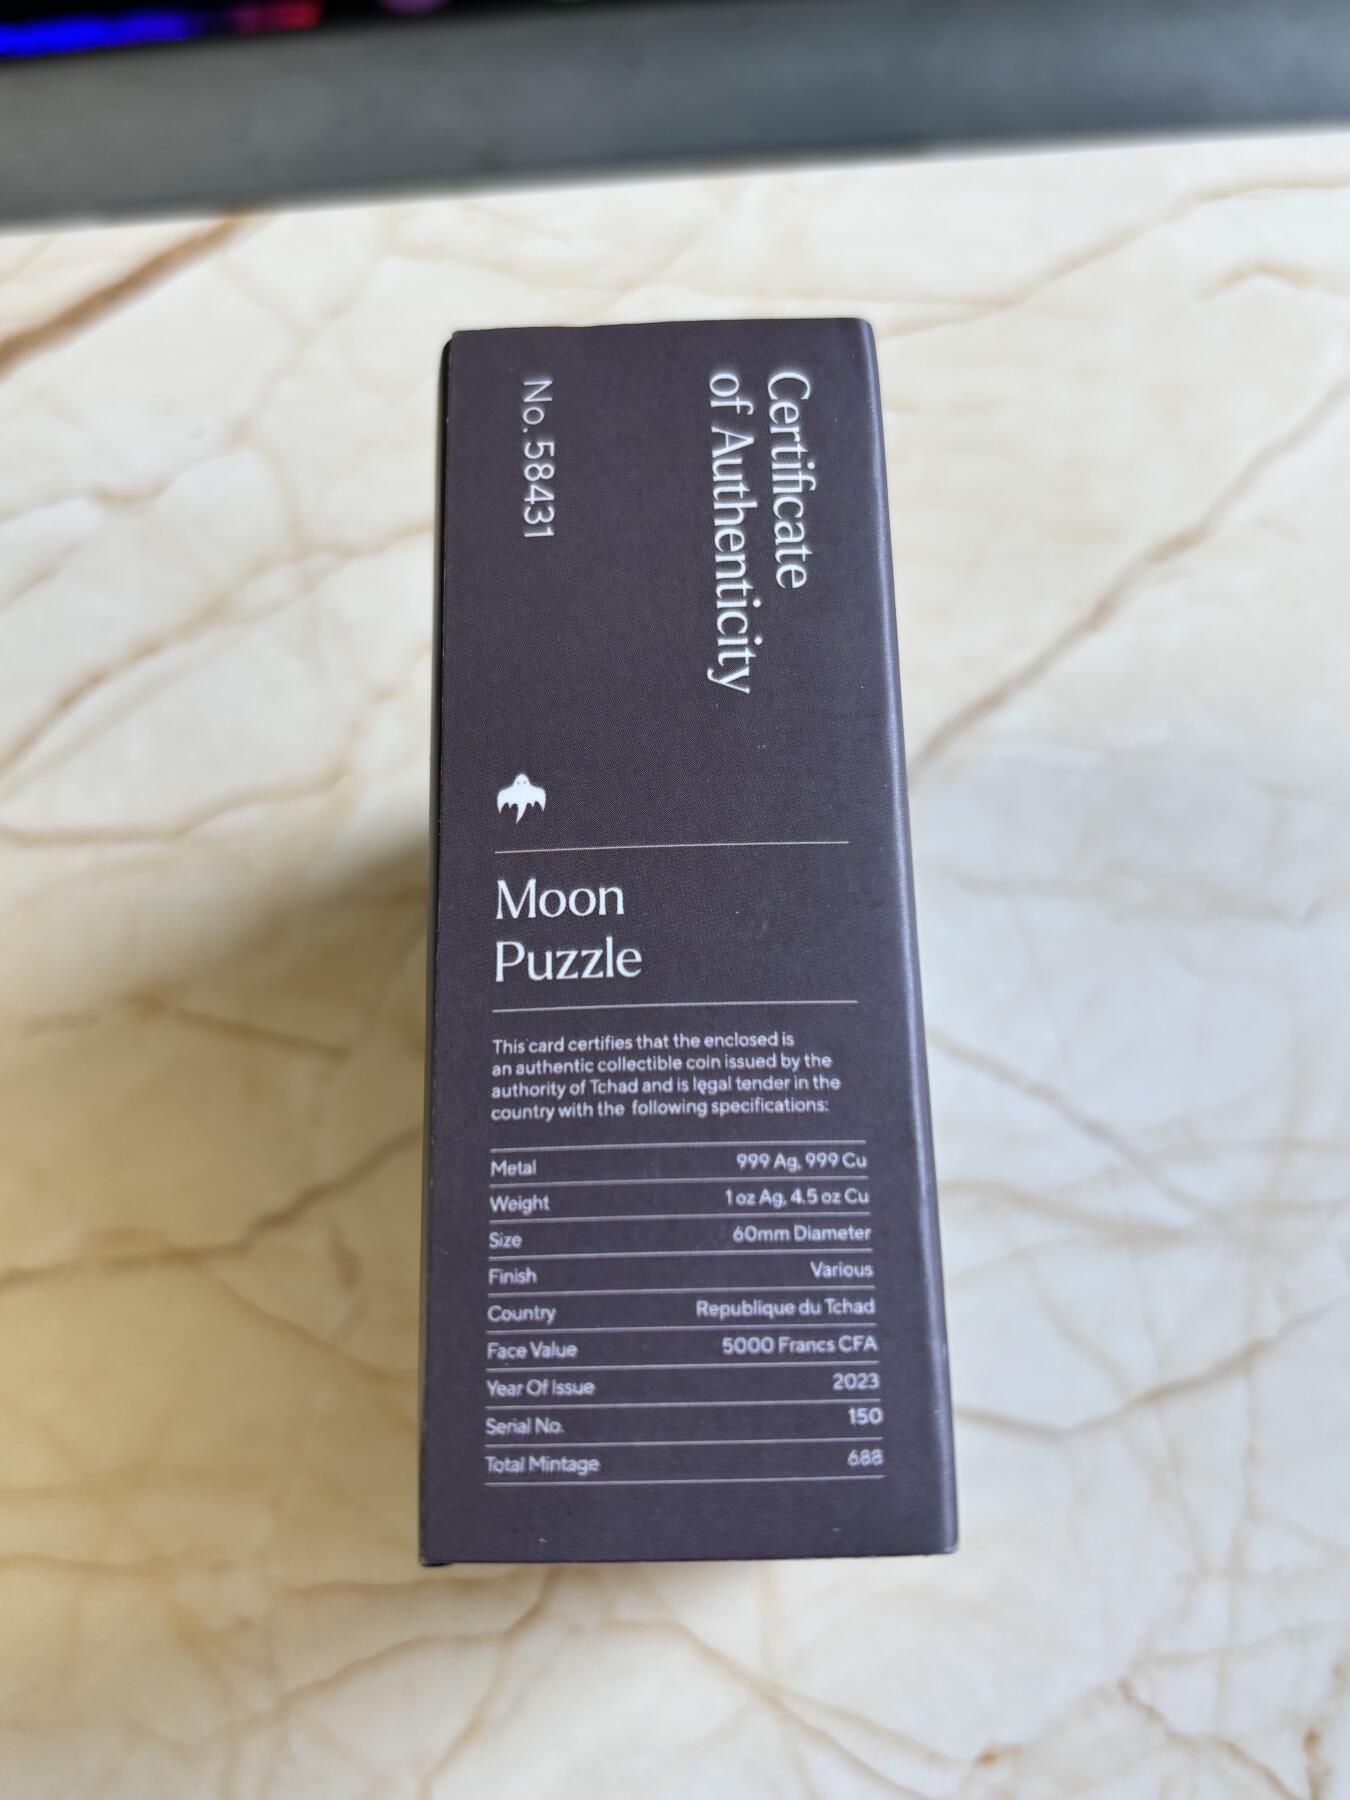 Certificate
of Authenticity
No. 58431
Moon
Puzzle
This card certifies that the enclosed is
an authentic collectible coin issued by the
authority of Tchad and is legal tender in the
country with the following specifications:
Metal 999 Ag, 999 Cu
Weight 1 oz Ag, 4.5 oz Cu
Size 60mm Diameter
Finish Various
Country Republique du Tchad
Face Value 5000 Francs CFA
Year Of Issue 2023
Serial No. 150
Total Mintage 688